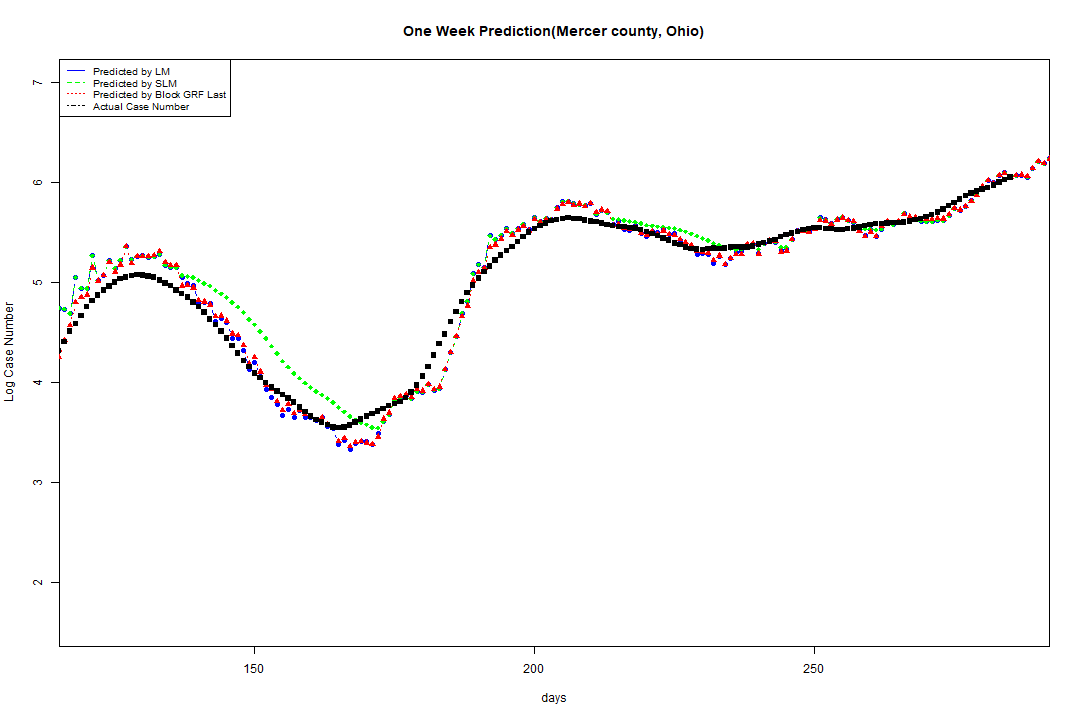 One Week Prediction(Mercer county, Ohio)
Predicted by LM
Predicted by SLM
Predicted by Block GRF Last
Actual Case Number
7
6
5
4
3
2
Log Case Number
150
200
250
days